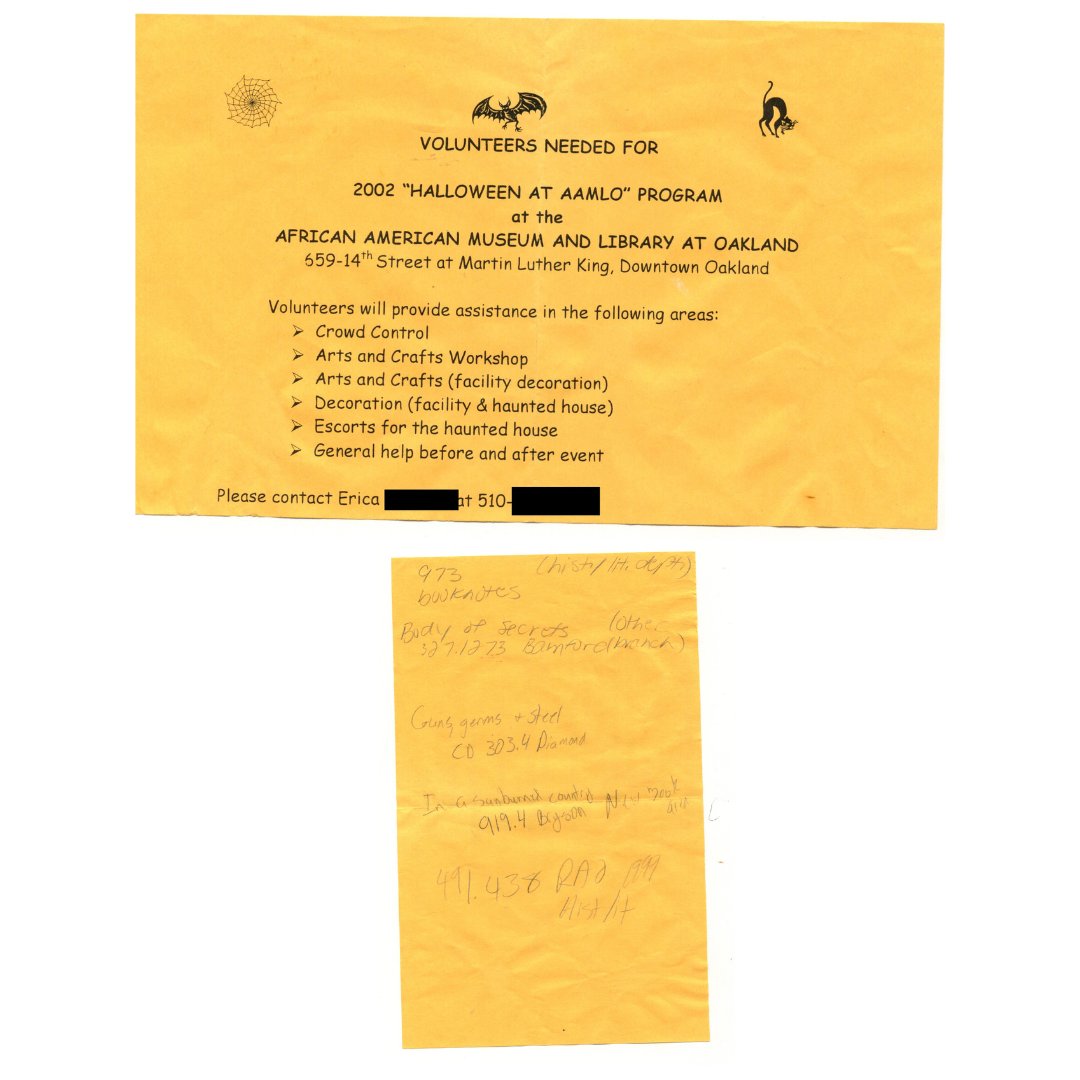 VOLUNTEERS NEEDED FOR
2002 “HALLOWEEN AT AAMLO” PROGRAM
at the
AFRICAN AMERICAN MUSEUM AND LIBRARY AT OAKLAND
659-14th Street at Martin Luther King, Downtown Oakland
Volunteers will provide assistance in the following areas:
➢ Crowd Control
➢ Arts and Crafts Workshop
➢ Arts and Crafts (facility decoration)
➢ Decoration (facility & haunted house)
➢ Escorts for the haunted house
➢ General help before and after event
Please contact Erica at 510-
973 (hist/lit. dept)
booknotes
Body of Secrets (other
327.1273 Bamford branch)
Guns, germs + steel
CD 303.4 Diamond
In a sunburned country New book
919.4 Bryson
491.438 RAD 1999
Hist/lit